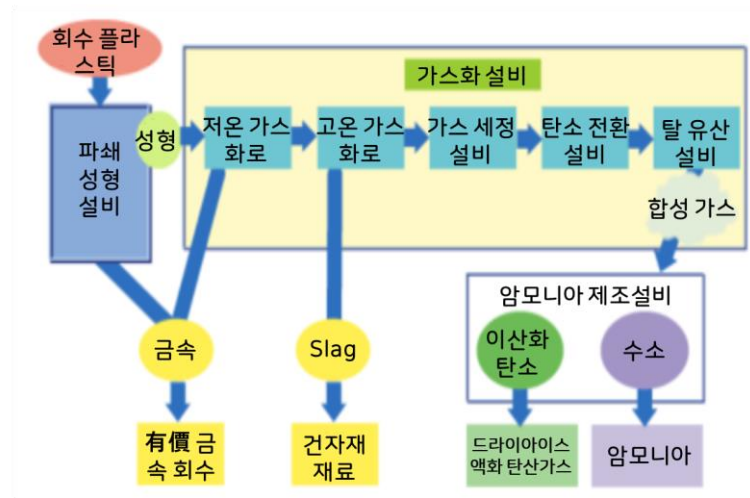 회수 플라
스틱
가스화 설비
파쇄
성형
설비
성형
저온 가스
화로
고온 가스
화로
가스 세정
설비
탄소 전환
설비
탈 유산
설비
합성 가스
암모니아 제조설비
금속
Slag
이산화
탄소
수소
有價 금
속 회수
건자재
재료
드라이아이스
액화 탄산가스
암모니아